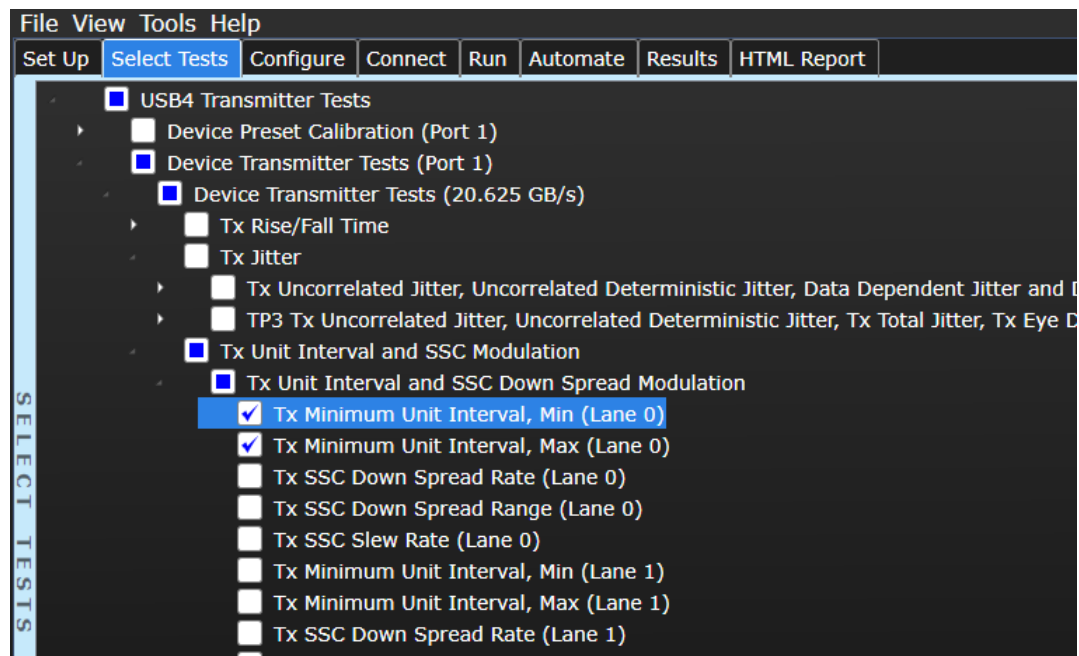 File View Tools Help
Set Up Select Tests Configure Connect Run Automate Results HTML Report
USB4 Transmitter Tests
Device Preset Calibration (Port 1)
Device Transmitter Tests (Port 1)
Device Transmitter Tests (20.625 GB/s)
Tx Rise/Fall Time
Tx Jitter
Tx Uncorrelated Jitter, Uncorrelated Deterministic Jitter, Data Dependent Jitter and
TP3 Tx Uncorrelated Jitter, Uncorrelated Deterministic Jitter, Tx Total Jitter, Tx Eye
Tx Unit Interval and SSC Modulation
Tx Unit Interval and SSC Down Spread Modulation
Tx Minimum Unit Interval, Min (Lane 0)
Tx Minimum Unit Interval, Max (Lane 0)
Tx SSC Down Spread Rate (Lane 0)
Tx SSC Down Spread Range (Lane 0)
Tx SSC Slew Rate (Lane 0)
Tx Minimum Unit Interval, Min (Lane 1)
Tx Minimum Unit Interval, Max (Lane 1)
Tx SSC Down Spread Rate (Lane 1)
SELECT TESTS